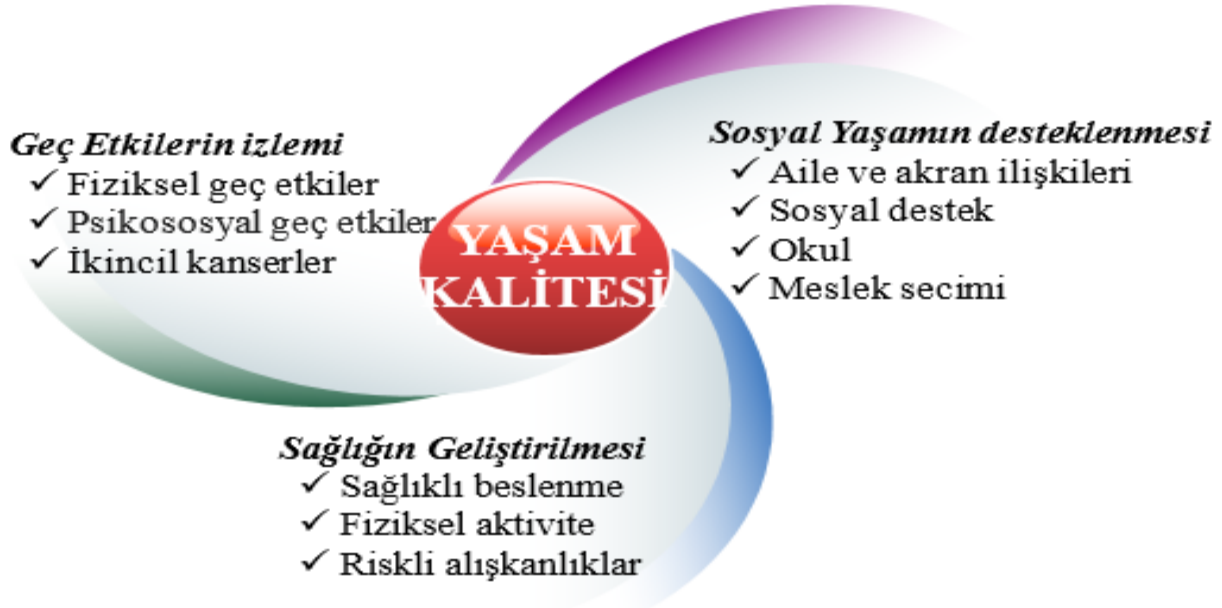 Geç Etkilerin izlemi
✓ Fiziksel geç etkiler
✓ Psikososyal geç etkiler
✓ İkincil kanserler
YAŞAM
KALİTESİ
Sosyal Yaşamın desteklenmesi
✓ Aile ve akran ilişkileri
✓ Sosyal destek
✓ Okul
✓ Meslek secimi
Sağlığın Geliştirilmesi
✓ Sağlıklı beslenme
✓ Fiziksel aktivite
✓ Riskli alışkanlıklar